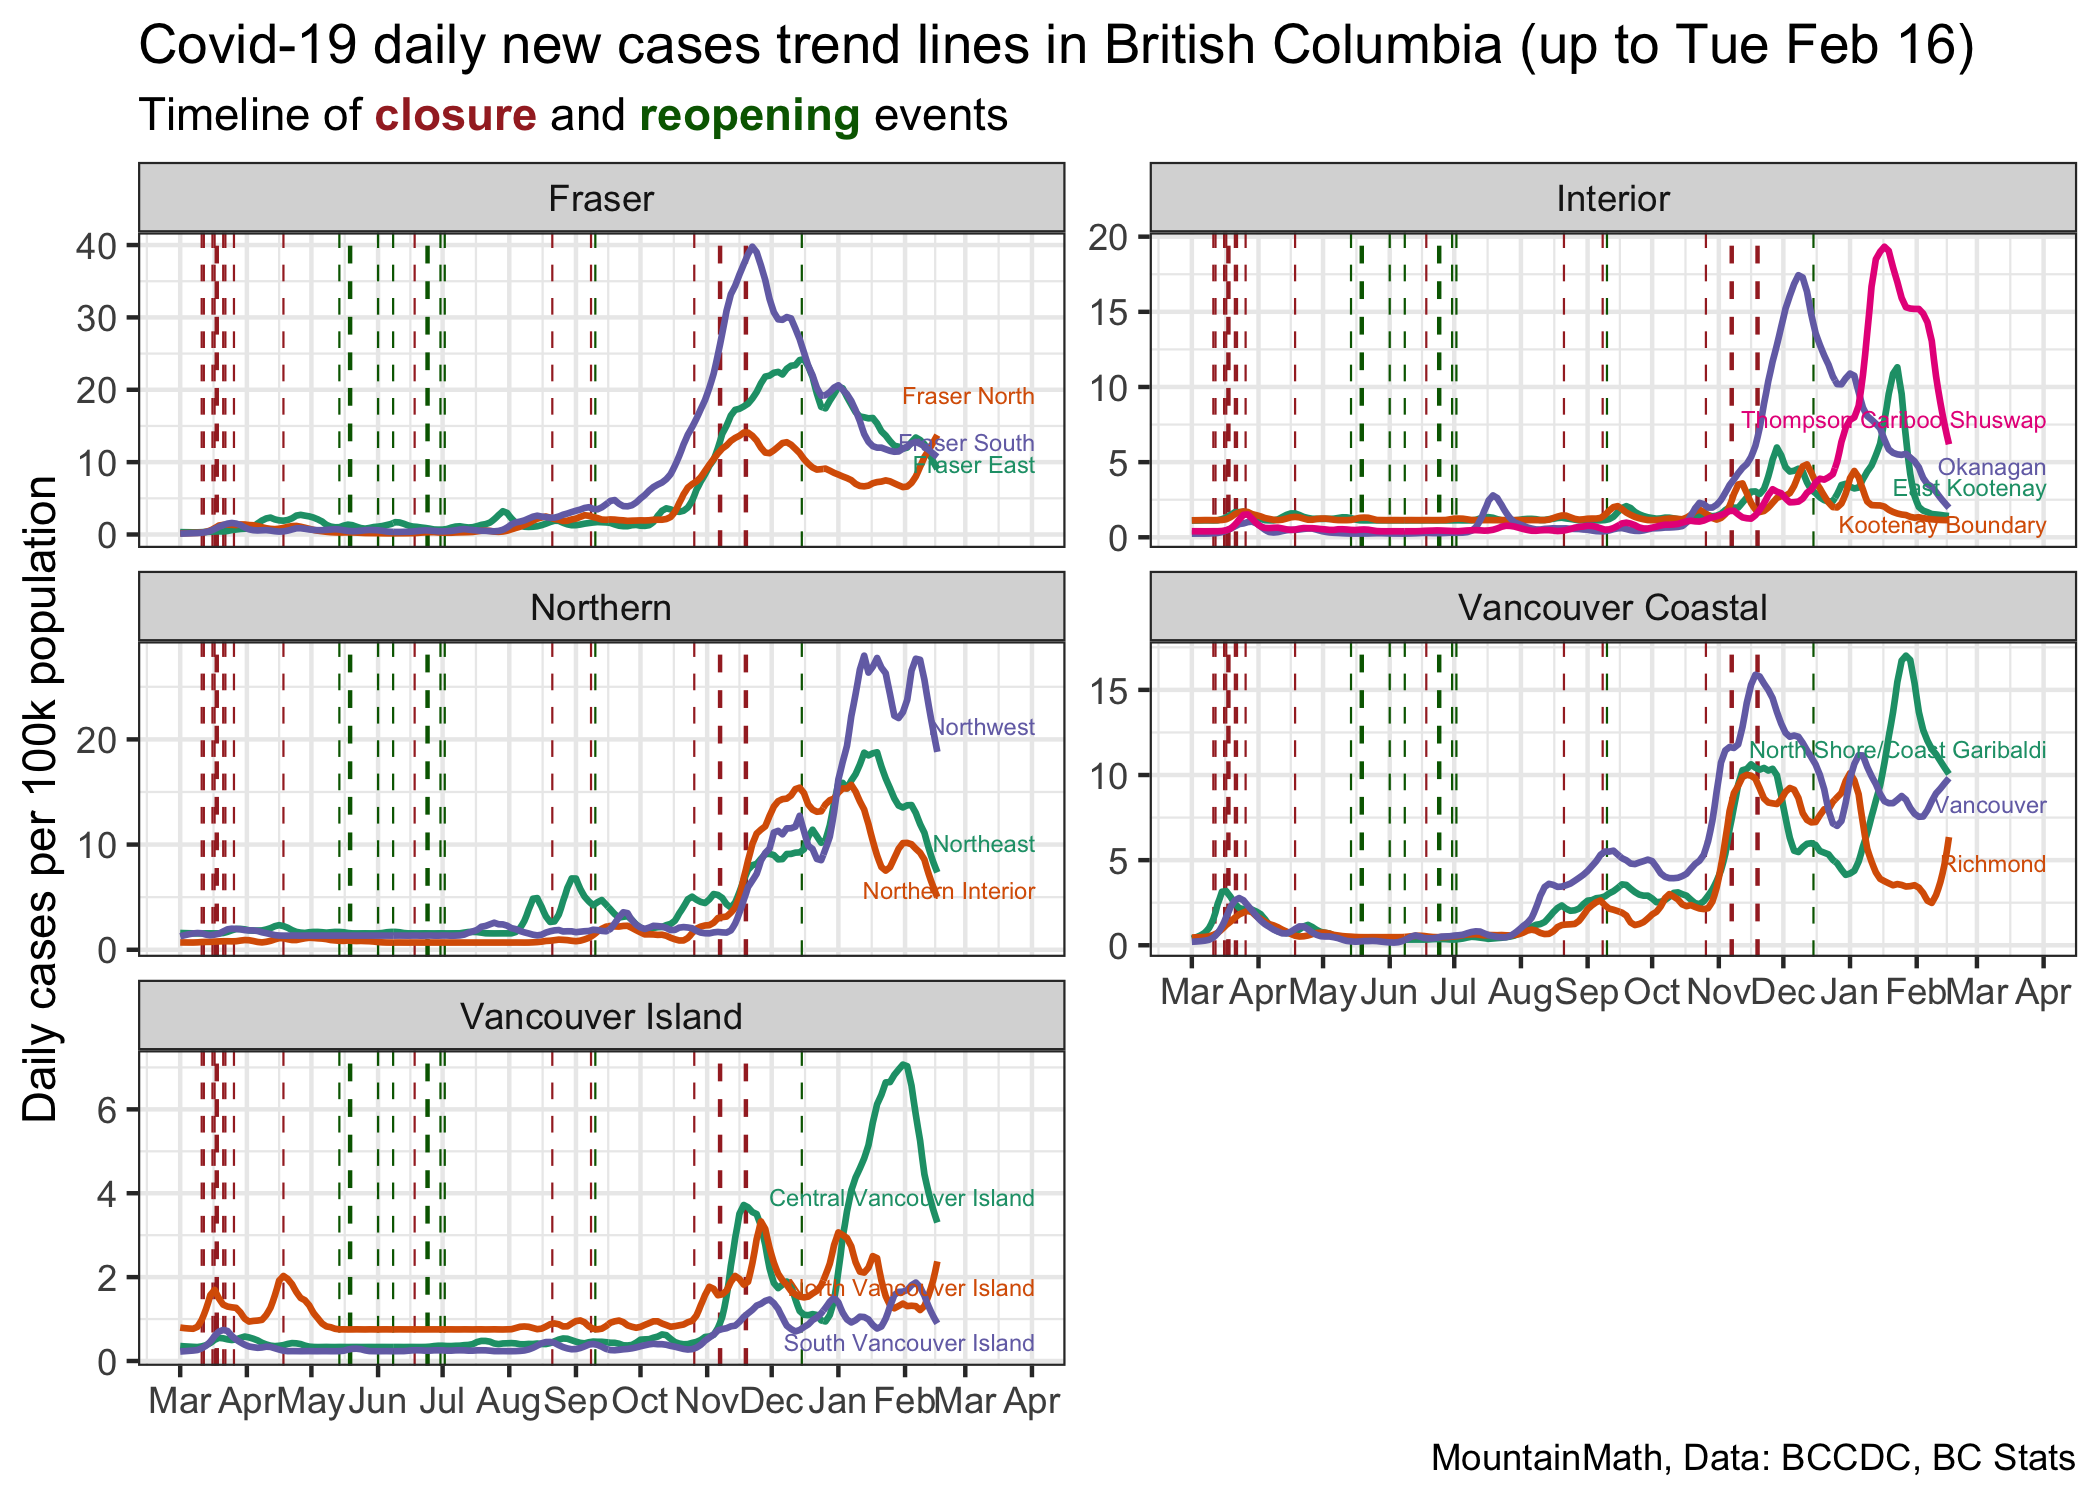 Covid-19 daily new cases trend lines in British Columbia (up to Tue Feb 16)
Timeline of closure and reopening events
Daily cases per 100k population
Fraser
40
30
20
10
0
Fraser North
Fraser South
Fraser East
Interior
20
15
10
5
0
Thompson Cariboo Shuswap
Okanagan
East Kootenay
Kootenay Boundary
Northern
20
10
0
Northwest
Northeast
Northern Interior
Vancouver Coastal
15
10
5
0
North Shore/Coast Garibaldi
Vancouver
Richmond
Mar Apr May Jun Jul Aug Sep Oct Nov Dec Jan Feb Mar Apr
Vancouver Island
6
4
2
0
Central Vancouver Island
North Vancouver Island
South Vancouver Island
Mar Apr May Jun Jul Aug Sep Oct Nov Dec Jan Feb Mar Apr
MountainMath, Data: BCCDC, BC Stats